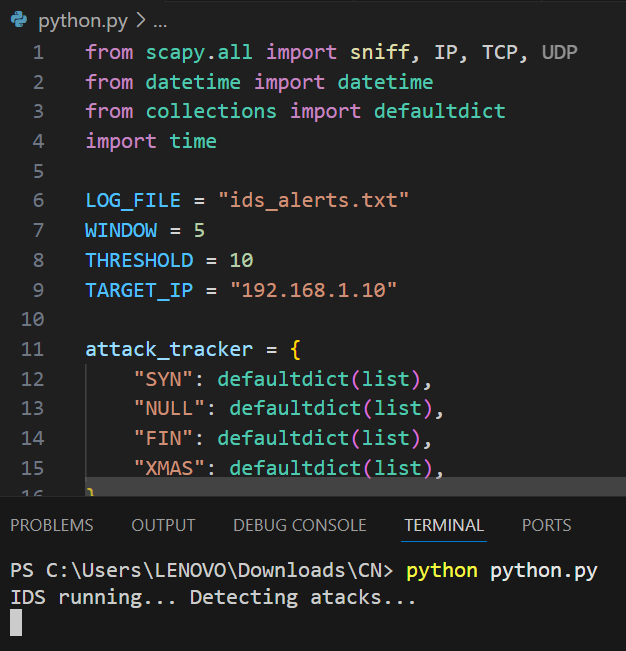 python.py > ...
1 from scapy.all import sniff, IP, TCP, UDP
2 from datetime import datetime
3 from collections import defaultdict
4 import time
5
6 LOG_FILE = "ids_alerts.txt"
7 WINDOW = 5
8 THRESHOLD = 10
9 TARGET_IP = "192.168.1.10"
10
11 attack_tracker = {
12 "SYN": defaultdict(list),
13 "NULL": defaultdict(list),
14 "FIN": defaultdict(list),
15 "XMAS": defaultdict(list),
16 }
PROBLEMS OUTPUT DEBUG CONSOLE TERMINAL PORTS
PS C:\Users\LENOVO\Downloads\CN> python python.py
IDS running... Detecting atacks...